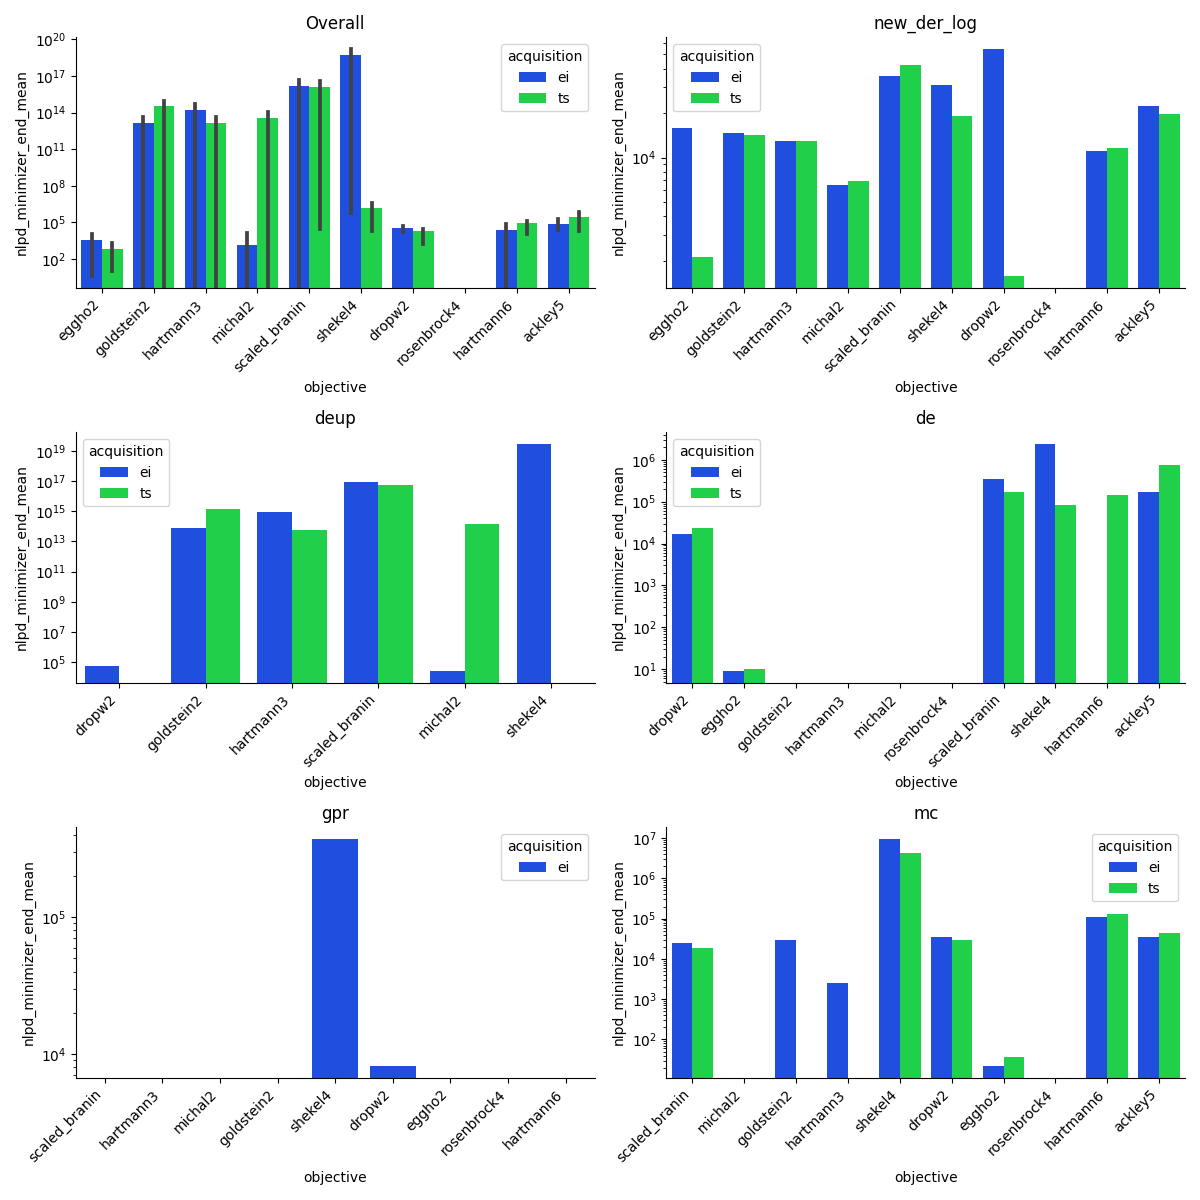 Overall
nlpd_minimizer_end_mean
10^20
10^17
10^14
10^11
10^8
10^5
10^2
acquisition
ei
ts
eggho2
goldstein2
hartmann3
michal2
scaled_branin
shekel4
dropw2
rosenbrock4
hartmann6
ackley5
objective
new_der_log
nlpd_minimizer_end_mean
10^4
acquisition
ei
ts
eggho2
goldstein2
hartmann3
michal2
scaled_branin
shekel4
dropw2
rosenbrock4
hartmann6
ackley5
objective
deup
nlpd_minimizer_end_mean
10^19
10^17
10^15
10^13
10^11
10^9
10^7
10^5
acquisition
ei
ts
dropw2
goldstein2
hartmann3
scaled_branin
michal2
shekel4
objective
de
nlpd_minimizer_end_mean
10^6
10^5
10^4
10^3
10^2
10^1
acquisition
ei
ts
dropw2
eggho2
goldstein2
hartmann3
michal2
rosenbrock4
scaled_branin
shekel4
hartmann6
ackley5
objective
gpr
nlpd_minimizer_end_mean
10^5
10^4
acquisition
ei
scaled_branin
hartmann3
michal2
goldstein2
shekel4
dropw2
eggho2
rosenbrock4
hartmann6
objective
mc
nlpd_minimizer_end_mean
10^7
10^6
10^5
10^4
10^3
10^2
acquisition
ei
ts
scaled_branin
michal2
goldstein2
hartmann3
shekel4
dropw2
eggho2
rosenbrock4
hartmann6
ackley5
objective